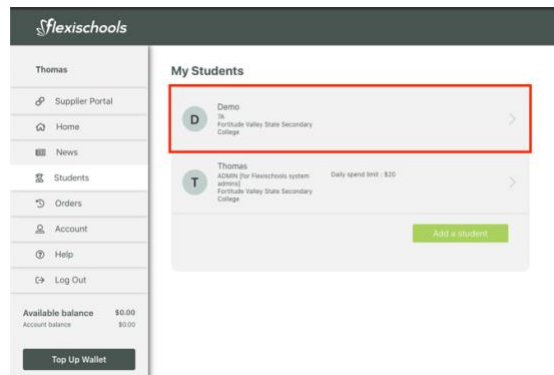 flexischools
Thomas
Supplier Portal
Home
News
Students
Orders
Account
Help
Log Out
Available balance $0.00
Account balance $0.00
Top Up Wallet
My Students
D
Demo
7A
Fortitude Valley State Secondary
College
T
Thomas
ADMIN [for Flexischools system
admins]
Fortitude Valley State Secondary
College
Daily spend limit : $20
Add a student